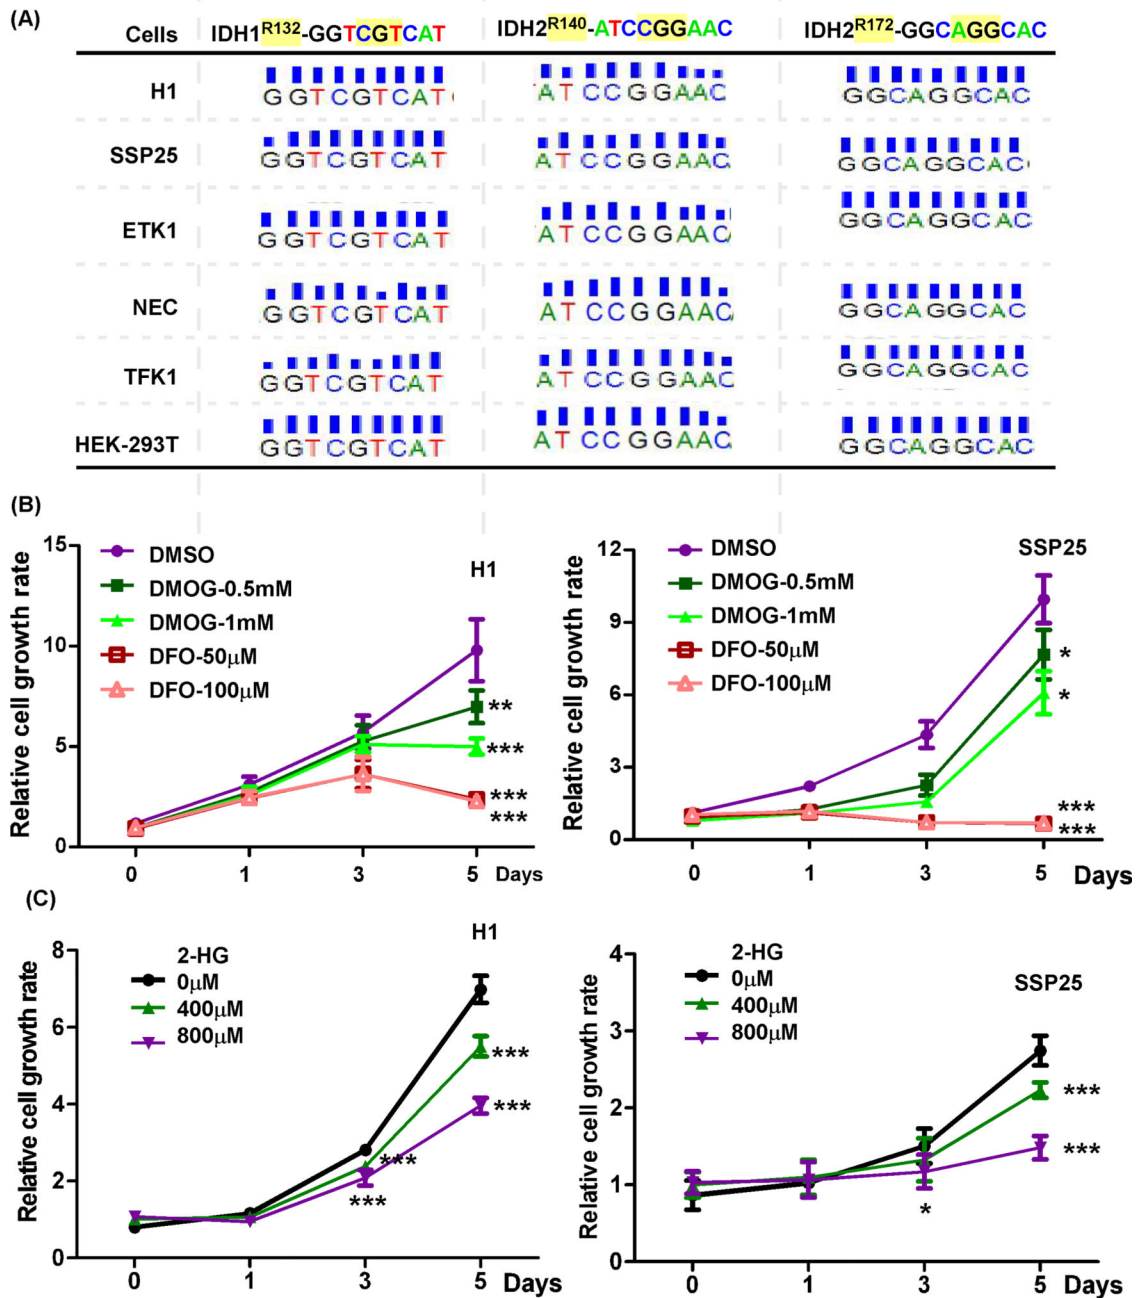 (A)
Cells IDH1R132-GGTCGTCAT IDH2R140-ATCCGGAAC IDH2R172-GGCAGGCAC
H1 GGTCGTCAT ATCCGGAAC GGCAGGCAC
SSP25 GGTCGTCAT ATCCGGAAC GGCAGGCAC
ETK1 GGTCGTCAT ATCCGGAAC GGCAGGCAC
NEC GGTCGTCAT ATCCGGAAC GGCAGGCAC
TFK1 GGTCGTCAT ATCCGGAAC GGCAGGCAC
HEK-293T GGTCGTCAT ATCCGGAAC GGCAGGCAC
(B)
Relative cell growth rate
15
10
5
0
DMSO
DMOG-0.5mM
DMOG-1mM
DFO-50μM
DFO-100μM
H1
**
***
***
***
0 1 3 5 Days
Relative cell growth rate
12
9
6
3
0
DMSO
DMOG-0.5mM
DMOG-1mM
DFO-50μM
DFO-100μM
SSP25
*
*
***
***
0 1 3 5 Days
(C)
Relative cell growth rate
8
6
4
2
0
2-HG
0μM
400μM
800μM
H1
***
***
***
***
0 1 3 5 Days
Relative cell growth rate
4
3
2
1
0
2-HG
0μM
400μM
800μM
SSP25
***
***
*
0 1 3 5 Days